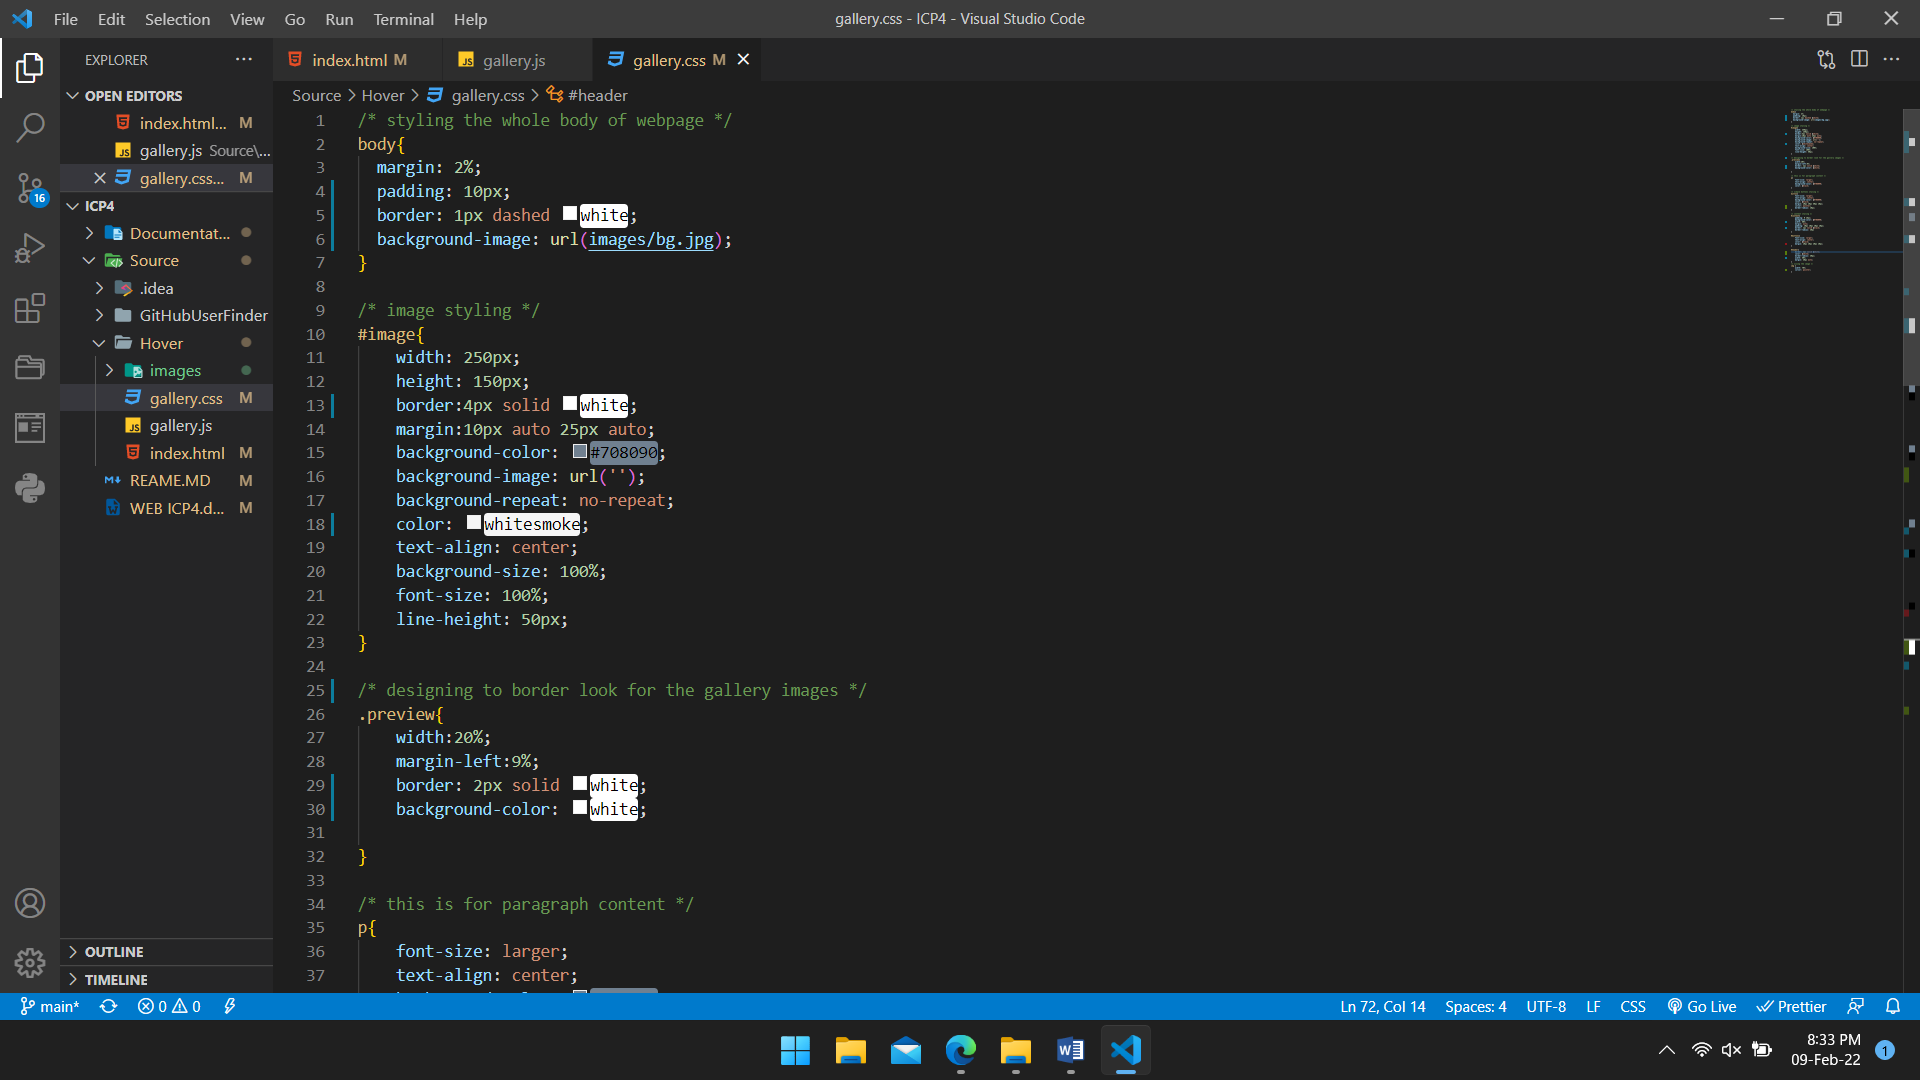 File Edit Selection View Go Run Terminal Help
gallery.css - ICP4 - Visual Studio Code
EXPLORER
index.html M
gallery.js
gallery.css M
OPEN EDITORS
index.html... M
gallery.js Source\...
gallery.css... M
ICP4
Documentat...
Source
.idea
GitHubUserFinder
Hover
images
gallery.css M
gallery.js
index.html M
REAME.MD M
WEB ICP4.d... M
OUTLINE
TIMELINE
Source > Hover > gallery.css > #header
1 /* styling the whole body of webpage */
2 body{
3 margin: 2%;
4 padding: 10px;
5 border: 1px dashed white;
6 background-image: url(images/bg.jpg);
7 }
8
9 /* image styling */
10 #image{
11 width: 250px;
12 height: 150px;
13 border:4px solid white;
14 margin:10px auto 25px auto;
15 background-color: #708090;
16 background-image: url('');
17 background-repeat: no-repeat;
18 color: whitesmoke;
19 text-align: center;
20 background-size: 100%;
21 font-size: 100%;
22 line-height: 50px;
23 }
24
25 /* designing to border look for the gallery images */
26 .preview{
27 width:20%;
28 margin-left:9%;
29 border: 2px solid white;
30 background-color: white;
31
32 }
33
34 /* this is for paragraph content */
35 p{
36 font-size: larger;
37 text-align: center;
16
main* 0 0
Ln 72, Col 14 Spaces: 4 UTF-8 LF CSS Go Live Prettier
8:33 PM
09-Feb-22
1